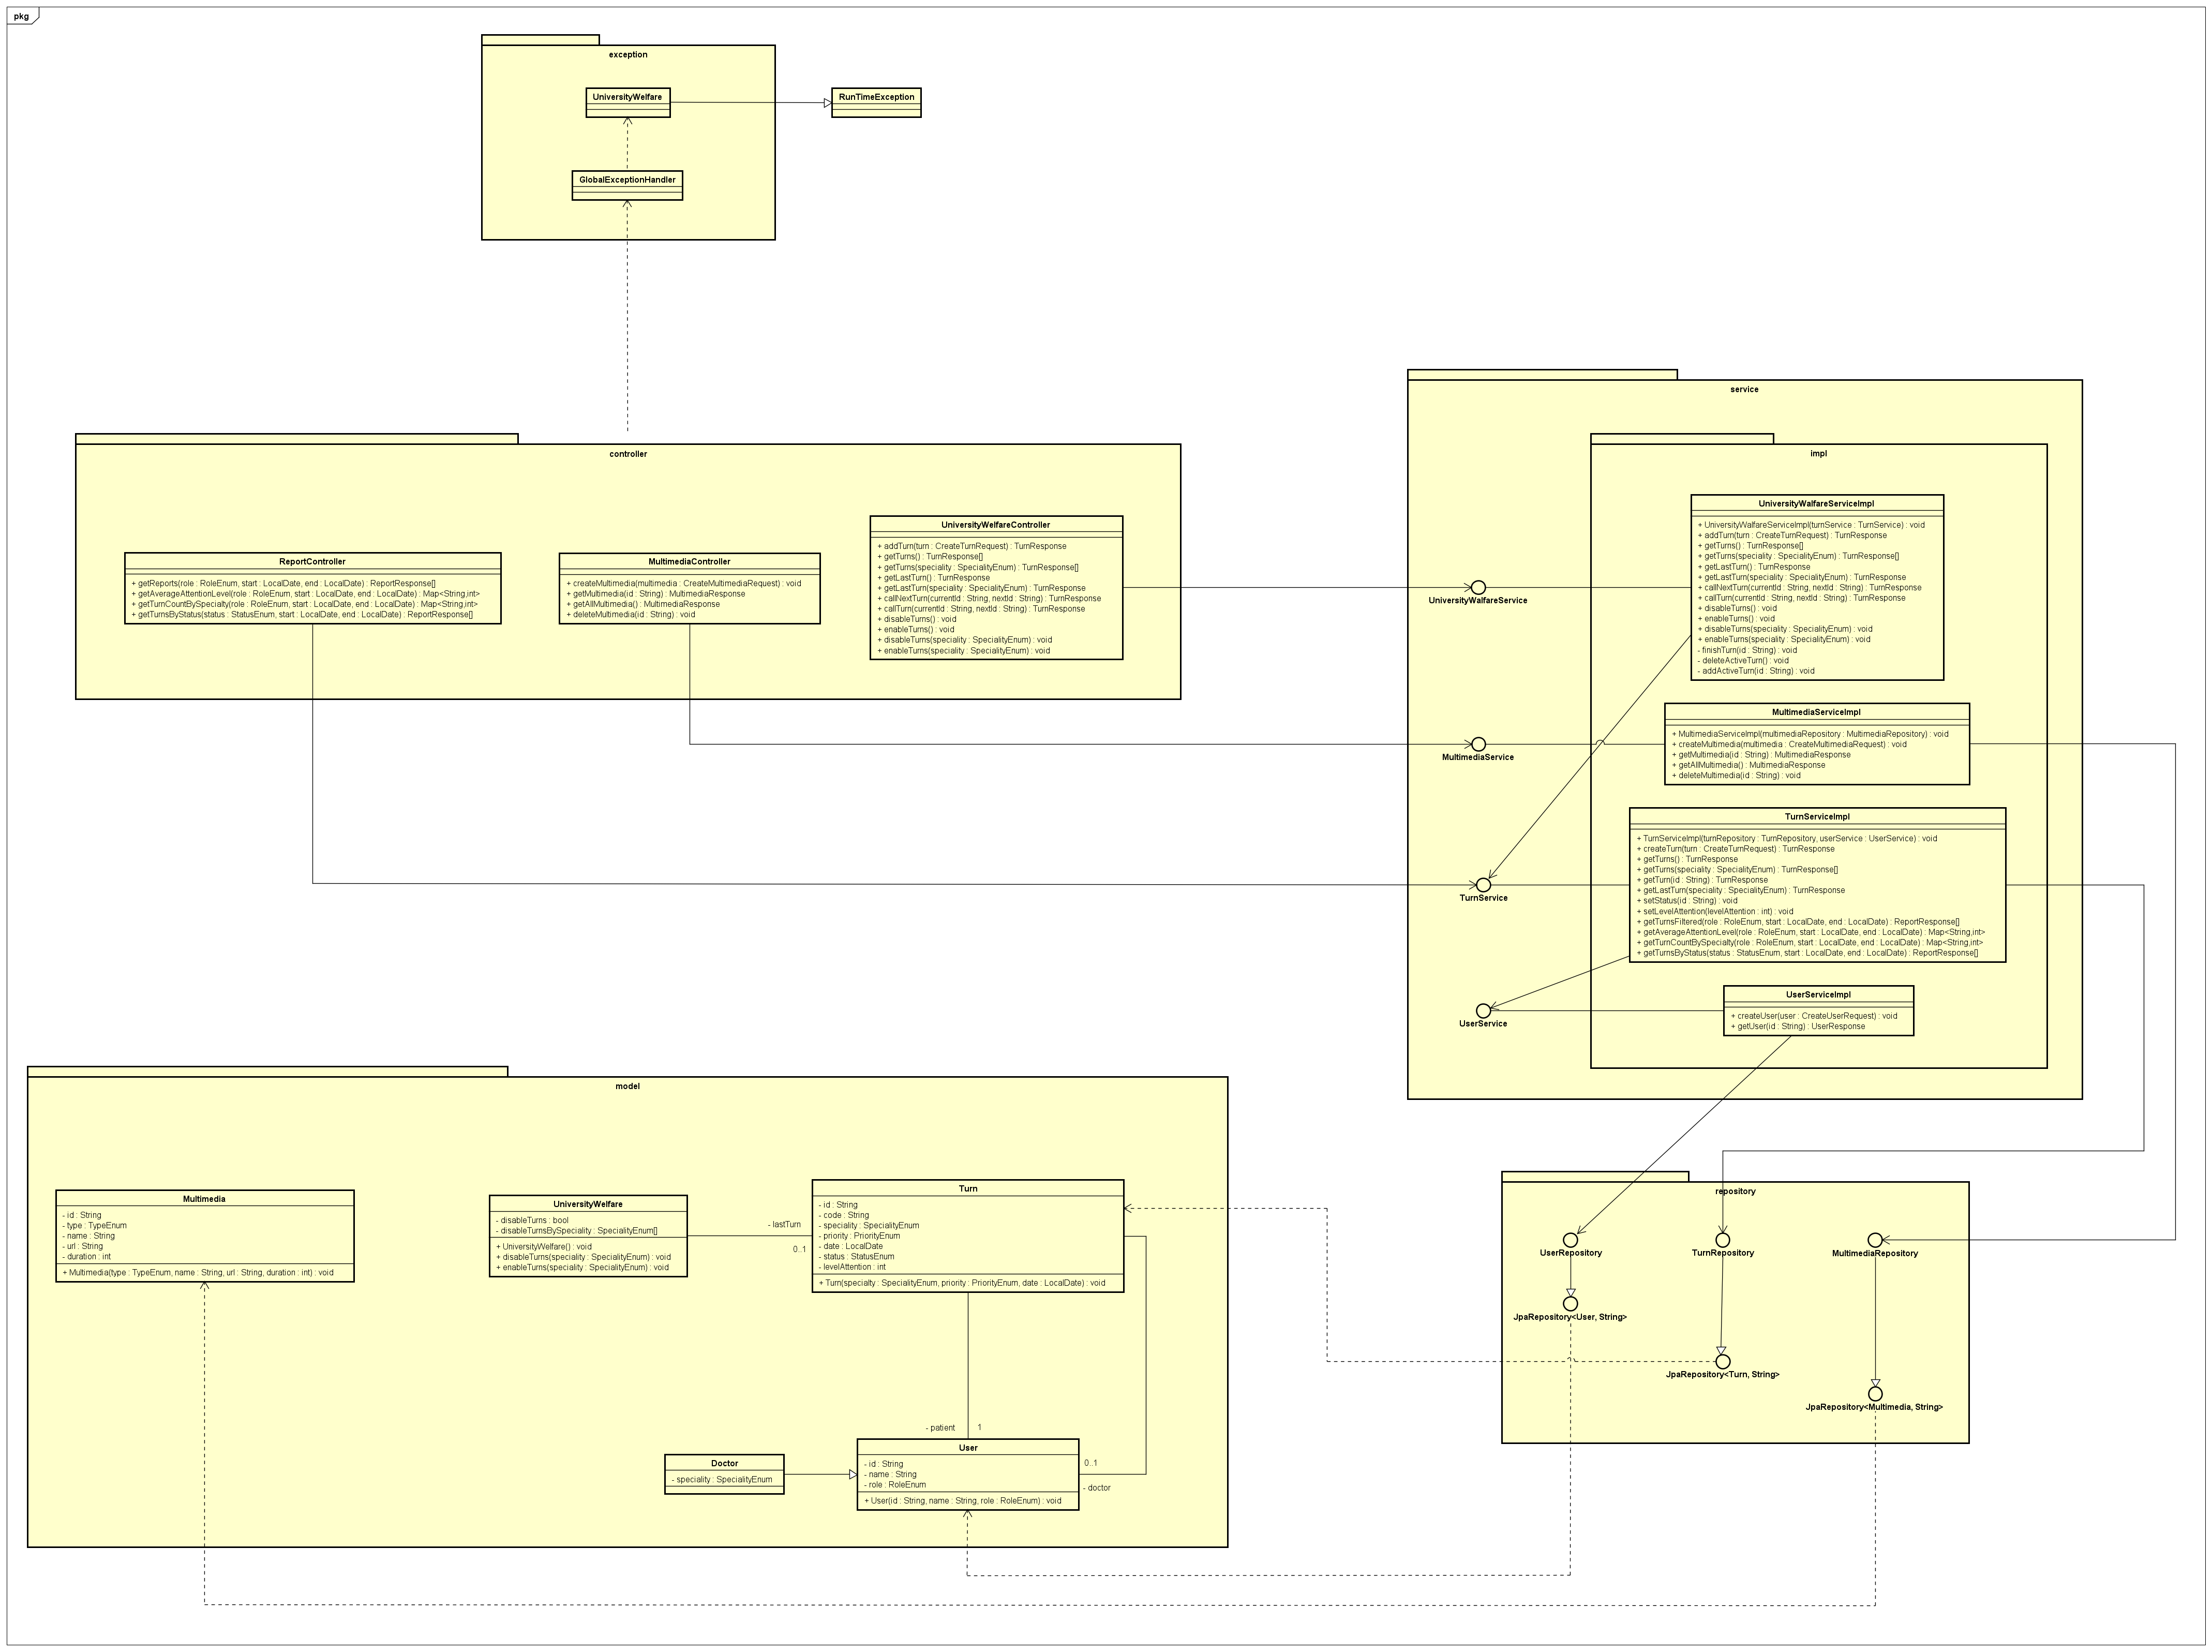 pkg
exception
UniversityWelfare
RunTimeException
GlobalExceptionHandler
controller
ReportController
+ getReports(role : RoleEnum, start : LocalDate, end : LocalDate) : ReportResponse[]
+ getAverageAttentionLevel(role : RoleEnum, start : LocalDate, end : LocalDate) : Map<String,int>
+ getTurnCountBySpecialty(role : RoleEnum, start : LocalDate, end : LocalDate) : Map<String,int>
+ getTurnsByStatus(status : StatusEnum, start : LocalDate, end : LocalDate) : ReportResponse[]
MultimediaController
+ createMultimedia(multimedia : CreateMultimediaRequest) : void
+ getMultimedia(id : String) : MultimediaResponse
+ getAllMultimedia() : MultimediaResponse
+ deleteMultimedia(id : String) : void
UniversityWelfareController
+ addTurn(turn : CreateTurnRequest) : TurnResponse
+ getTurns() : TurnResponse[]
+ getTurns(speciality : SpecialityEnum) : TurnResponse[]
+ getLastTurn() : TurnResponse
+ getLastTurn(speciality : SpecialityEnum) : TurnResponse
+ callNextTurn(currentId : String, nextId : String) : TurnResponse
+ callTurn(currentId : String, nextId : String) : TurnResponse
+ disableTurns() : void
+ enableTurns() : void
+ disableTurns(speciality : SpecialityEnum) : void
+ enableTurns(speciality : SpecialityEnum) : void
service
impl
UniversityWalfareService
UniversityWalfareServiceImpl
+ UniversityWalfareServiceImpl(turnService : TurnService) : void
+ addTurn(turn : CreateTurnRequest) : TurnResponse
+ getTurns() : TurnResponse[]
+ getTurns(speciality : SpecialityEnum) : TurnResponse[]
+ getLastTurn() : TurnResponse
+ getLastTurn(speciality : SpecialityEnum) : TurnResponse
+ callNextTurn(currentId : String, nextId : String) : TurnResponse
+ callTurn(currentId : String, nextId : String) : TurnResponse
+ disableTurns() : void
+ enableTurns() : void
+ disableTurns(speciality : SpecialityEnum) : void
+ enableTurns(speciality : SpecialityEnum) : void
- finishTurn(id : String) : void
- deleteActiveTurn() : void
- addActiveTurn(id : String) : void
MultimediaService
MultimediaServiceImpl
+ MultimediaServiceImpl(multimediaRepository : MultimediaRepository) : void
+ createMultimedia(multimedia : CreateMultimediaRequest) : void
+ getMultimedia(id : String) : MultimediaResponse
+ getAllMultimedia() : MultimediaResponse
+ deleteMultimedia(id : String) : void
TurnService
TurnServiceImpl
+ TurnServiceImpl(turnRepository : TurnRepository, userService : UserService) : void
+ createTurn(turn : CreateTurnRequest) : TurnResponse
+ getTurns() : TurnResponse
+ getTurns(speciality : SpecialityEnum) : TurnResponse[]
+ getTurn(id : String) : TurnResponse
+ getLastTurn(speciality : SpecialityEnum) : TurnResponse
+ setStatus(id : String) : void
+ setLevelAttention(levelAttention : int) : void
+ getTurnsFiltered(role : RoleEnum, start : LocalDate, end : LocalDate) : ReportResponse[]
+ getAverageAttentionLevel(role : RoleEnum, start : LocalDate, end : LocalDate) : Map<String,int>
+ getTurnCountBySpecialty(role : RoleEnum, start : LocalDate, end : LocalDate) : Map<String,int>
+ getTurnsByStatus(status : StatusEnum, start : LocalDate, end : LocalDate) : ReportResponse[]
UserService
UserServiceImpl
+ createUser(user : CreateUserRequest) : void
+ getUser(id : String) : UserResponse
model
Multimedia
- id : String
- type : TypeEnum
- name : String
- url : String
- duration : int
+ Multimedia(type : TypeEnum, name : String, url : String, duration : int) : void
UniversityWelfare
- disableTurns : bool
- disableTurnsBySpeciality : SpecialityEnum[]
+ UniversityWelfare() : void
+ disableTurns(speciality : SpecialityEnum) : void
+ enableTurns(speciality : SpecialityEnum) : void
- lastTurn
0..1
Turn
- id : String
- code : String
- speciality : SpecialityEnum
- priority : PriorityEnum
- date : LocalDate
- status : StatusEnum
- levelAttention : int
+ Turn(specialty : SpecialityEnum, priority : PriorityEnum, date : LocalDate) : void
- patient
1
Doctor
- speciality : SpecialityEnum
User
- id : String
- name : String
- role : RoleEnum
+ User(id : String, name : String, role : RoleEnum) : void
0..1
- doctor
repository
UserRepository
TurnRepository
MultimediaRepository
JpaRepository<User, String>
JpaRepository<Turn, String>
JpaRepository<Multimedia, String>